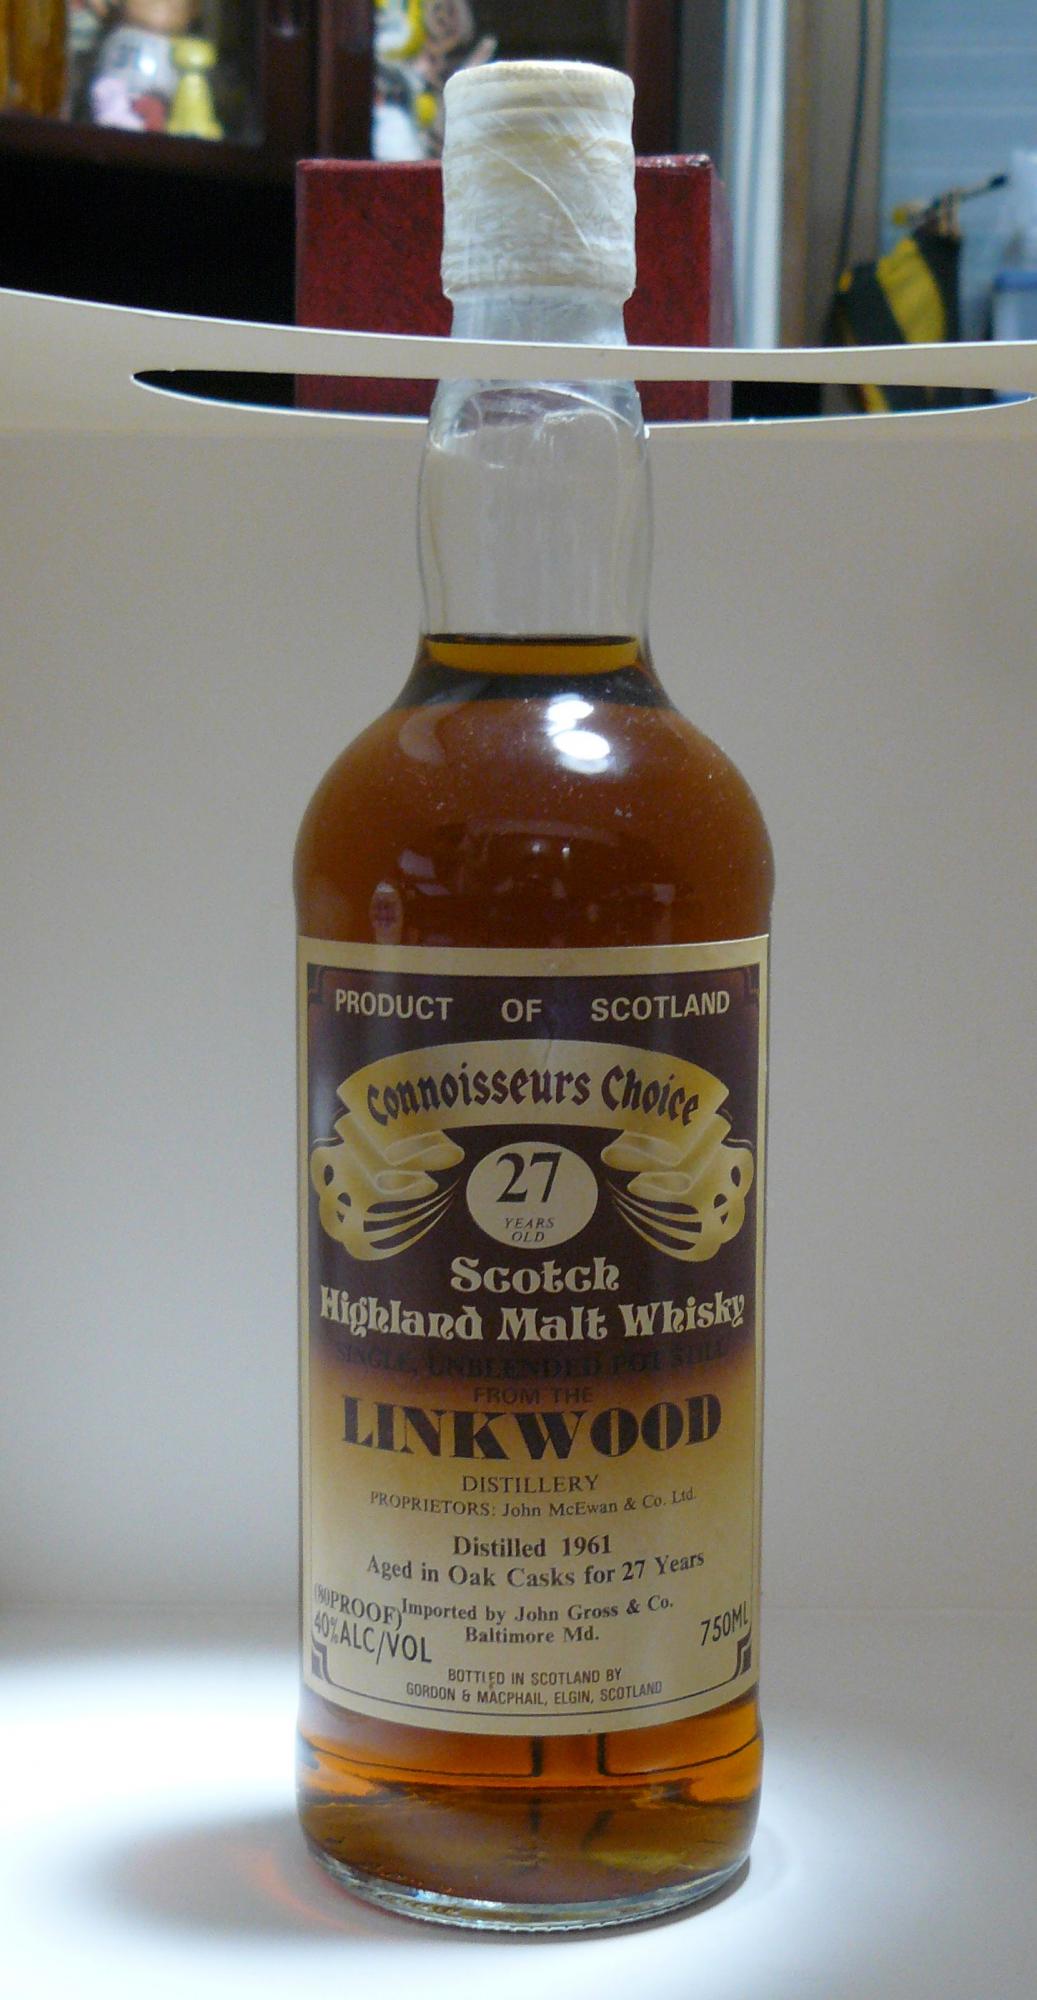 PRODUCT OF SCOTLAND
Connoisseurs Choice
27
YEARS
OLD
Scotch
Highland Malt Whisky
SINGLE, UNBLENDED POT STILL
FROM THE
LINKWOOD
DISTILLERY
PROPRIETORS: John McEwan & Co. Ltd.
Distilled 1961
Aged in Oak Casks for 27 Years
(80PROOF)
40%ALC/VOL
Imported by John Gross & Co.
Baltimore Md.
750ML
BOTTLED IN SCOTLAND BY
GORDON & MACPHAIL, ELGIN, SCOTLAND